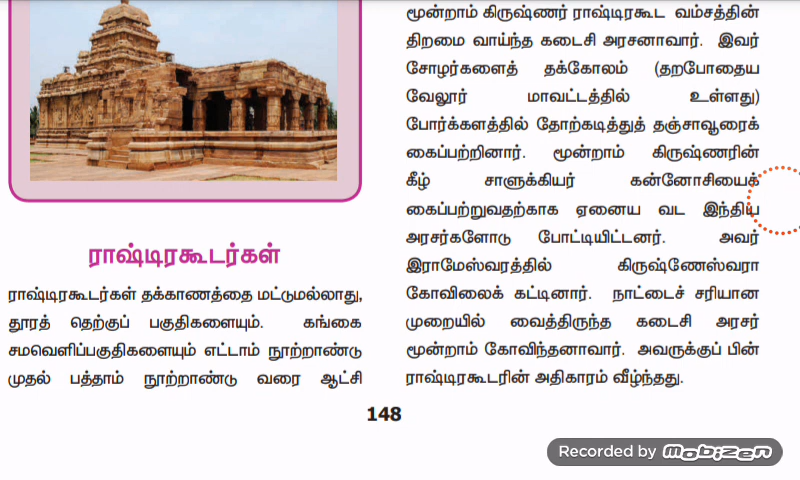 ராஷ்டிரகூடர்கள்
ராஷ்டிரகூடர்கள் தக்காணத்தை மட்டுமல்லாது,
தூரத் தெற்குப் பகுதிகளையும். கங்கை
சமவெளிப்பகுதிகளையும் எட்டாம் நூற்றாண்டு
முதல் பத்தாம் நூற்றாண்டு வரை ஆட்சி
மூன்றாம் கிருஷ்ணர் ராஷ்டிரகூட வம்சத்தின்
திறமை வாய்ந்த கடைசி அரசனாவார். இவர்
சோழர்களைத் தக்கோலம் (தறபோதைய
வேலூர் மாவட்டத்தில் உள்ளது)
போர்க்களத்தில் தோற்கடித்துத் தஞ்சாவூரைக்
கைப்பற்றினார். மூன்றாம் கிருஷ்ணரின்
கீழ் சாளுக்கியர் கன்னோசியைக்
கைப்பற்றுவதற்காக ஏனைய வட இந்திய
அரசர்களோடு போட்டியிட்டனர். அவர்
இராமேஸ்வரத்தில் கிருஷ்ணேஸ்வரா
கோவிலைக் கட்டினார். நாட்டைச் சரியான
முறையில் வைத்திருந்த கடைசி அரசர்
மூன்றாம் கோவிந்தனாவார். அவருக்குப் பின்
ராஷ்டிரகூடரின் அதிகாரம் வீழ்ந்தது.
148
Recorded by mobizen